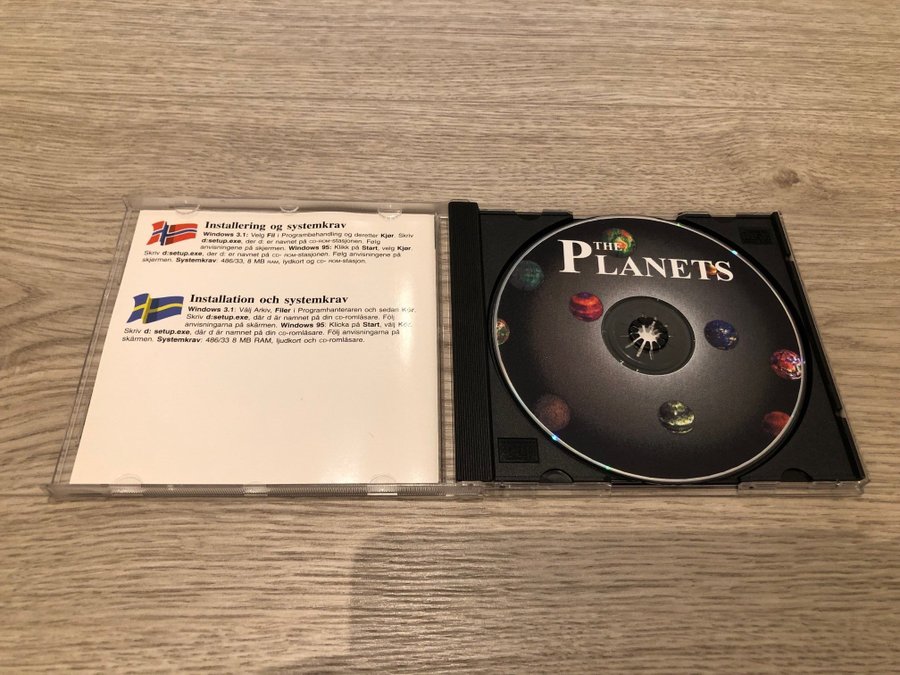 Installering og systemkrav
Windows 3.1: Velg Fil i Programbehandling og deretter Kjør. Skriv
d:setup.exe, der d: er navnet på CD-ROM-stasjonen. Følg
anvisningene på skjermen. Windows 95: Klikk på Start, velg Kjør.
Skriv d:setup.exe, der d: er navnet på CD- ROM-stasjonen. Følg anvisningene på
skjermen. Systemkrav: 486/33, 8 MB RAM, lydkort og CD- ROM-stasjon.
Installation och systemkrav
Windows 3.1: Välj Arkiv, Filer i Programhanteraren och sedan Kör.
Skriv d: setup.exe, där d är namnet på din CD-romläsare. Följ
anvisningarna på skärmen. Windows 95: Klicka på Start, välj Kör.
Skriv d: setup.exe, där d är namnet på din CD-romläsare. Följ anvisningarna på
skärmen. Systemkrav: 486/33 8 MB RAM, ljudkort och CD-romläsare.
THE
PLANETS